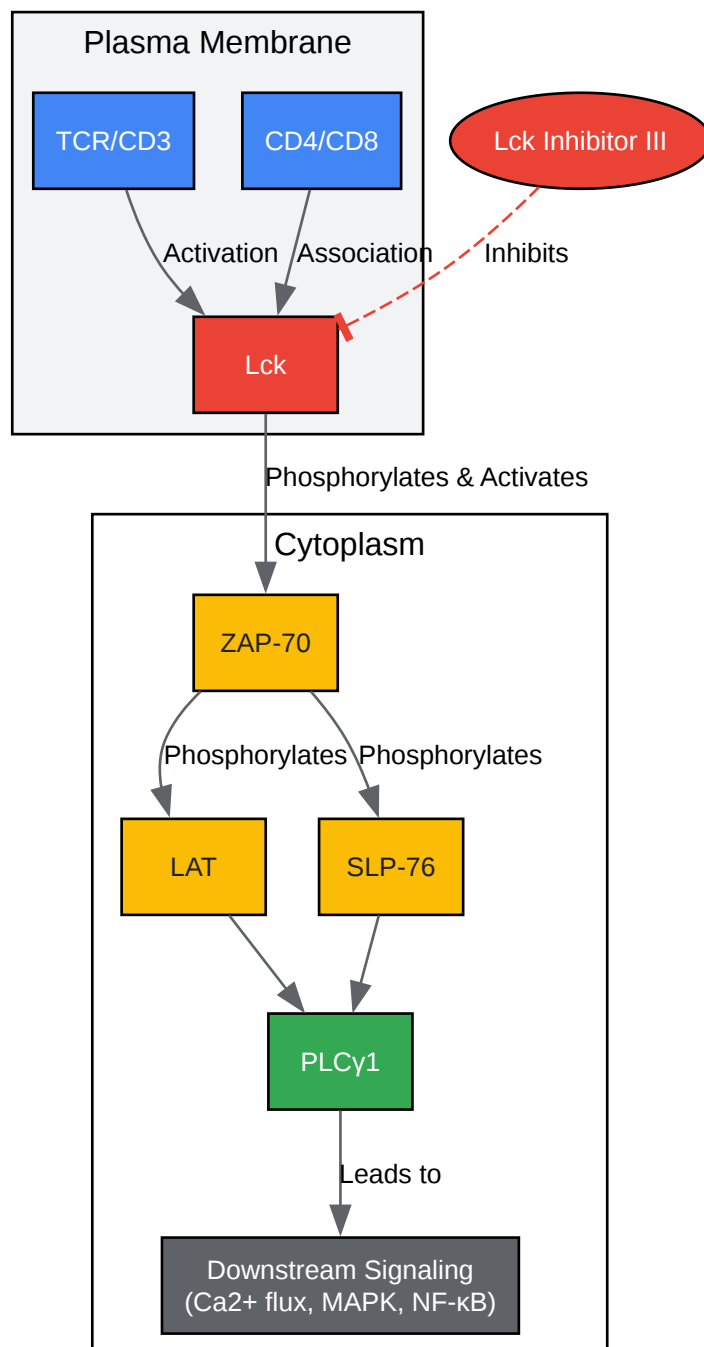 Plasma Membrane
TCR/CD3
CD4/CD8
Lck Inhibitor III
Activation
Association
Inhibits
Lck
Phosphorylates & Activates
Cytoplasm
ZAP-70
Phosphorylates
Phosphorylates
LAT
SLP-76
PLCγ1
Leads to
Downstream Signaling
(Ca2+ flux, MAPK, NF-κB)